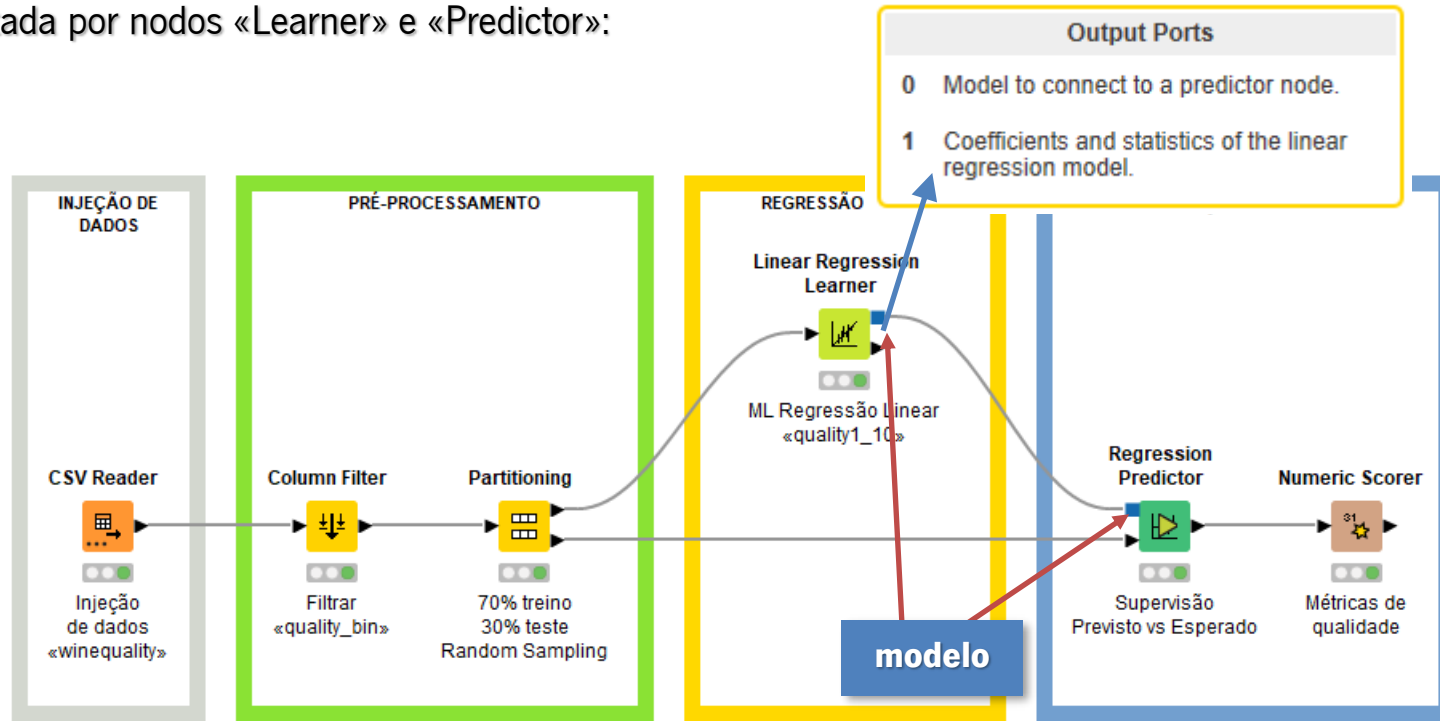 ada por nodos «Learner» e «Predictor»:
Output Ports
0 Model to connect to a predictor node.
1 Coefficients and statistics of the linear
regression model.
INJEÇÃO DE
DADOS
PRÉ-PROCESSAMENTO
REGRESSÃO
Linear Regression
Learner
ML Regressão Linear
«quality1_10»
CSV Reader
Injeção
de dados
«winequality»
Column Filter
Filtrar
«quality_bin»
Partitioning
70% treino
30% teste
Random Sampling
Regression
Predictor
Supervisão
Previsto vs Esperado
Numeric Scorer
31
Métricas de
qualidade
modelo